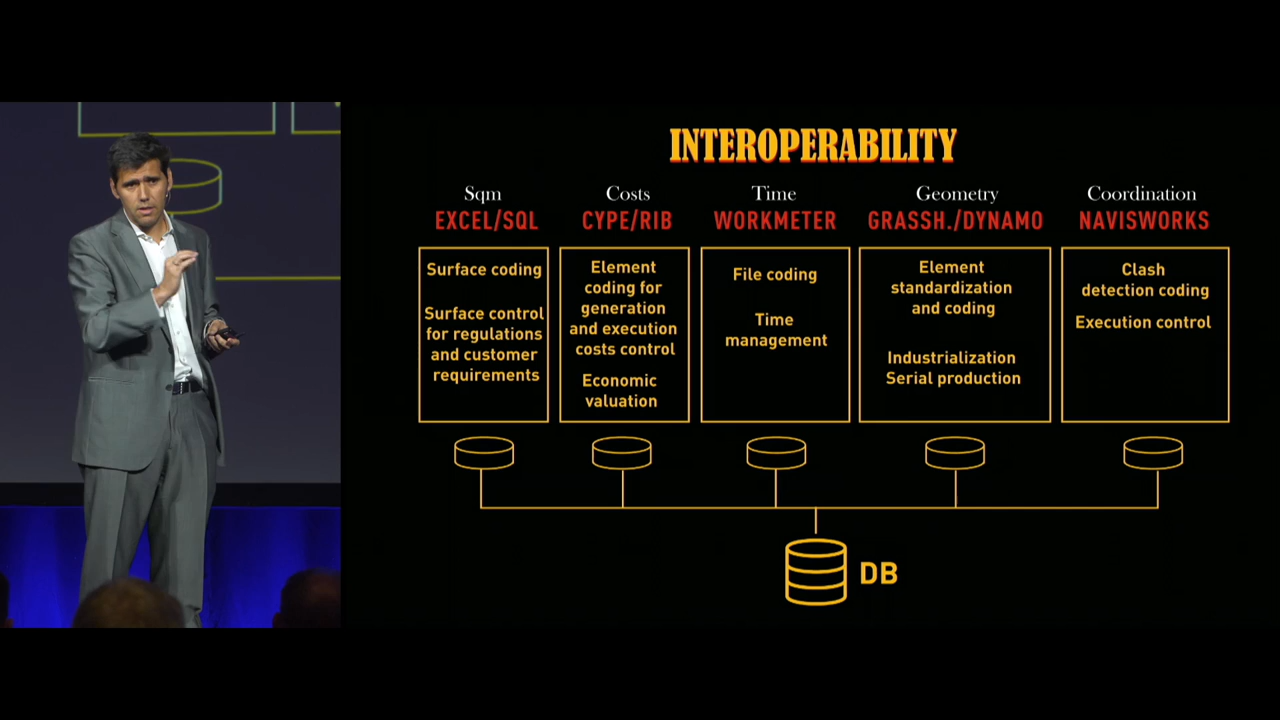 INTEROPERABILITY
Sqm
EXCEL/SQL
Surface coding
Surface control
for regulations
and customer
requirements
Costs
CYPE/RIB
Element
coding for
generation
and execution
costs control
Economic
valuation
Time
WORKMETER
File coding
Time
management
Geometry
GRASSH./DYNAMO
Element
standardization
and coding
Industrialization
Serial production
Coordination
NAVISWORKS
Clash
detection coding
Execution control
DB